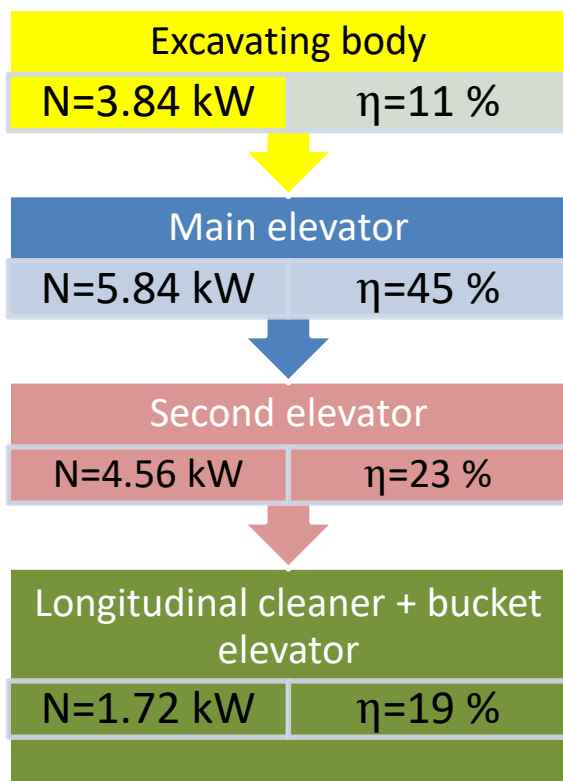 Excavating body
N=3.84 kW η=11 %
Main elevator
N=5.84 kW η=45 %
Second elevator
N=4.56 kW η=23 %
Longitudinal cleaner + bucket
elevator
N=1.72 kW η=19 %